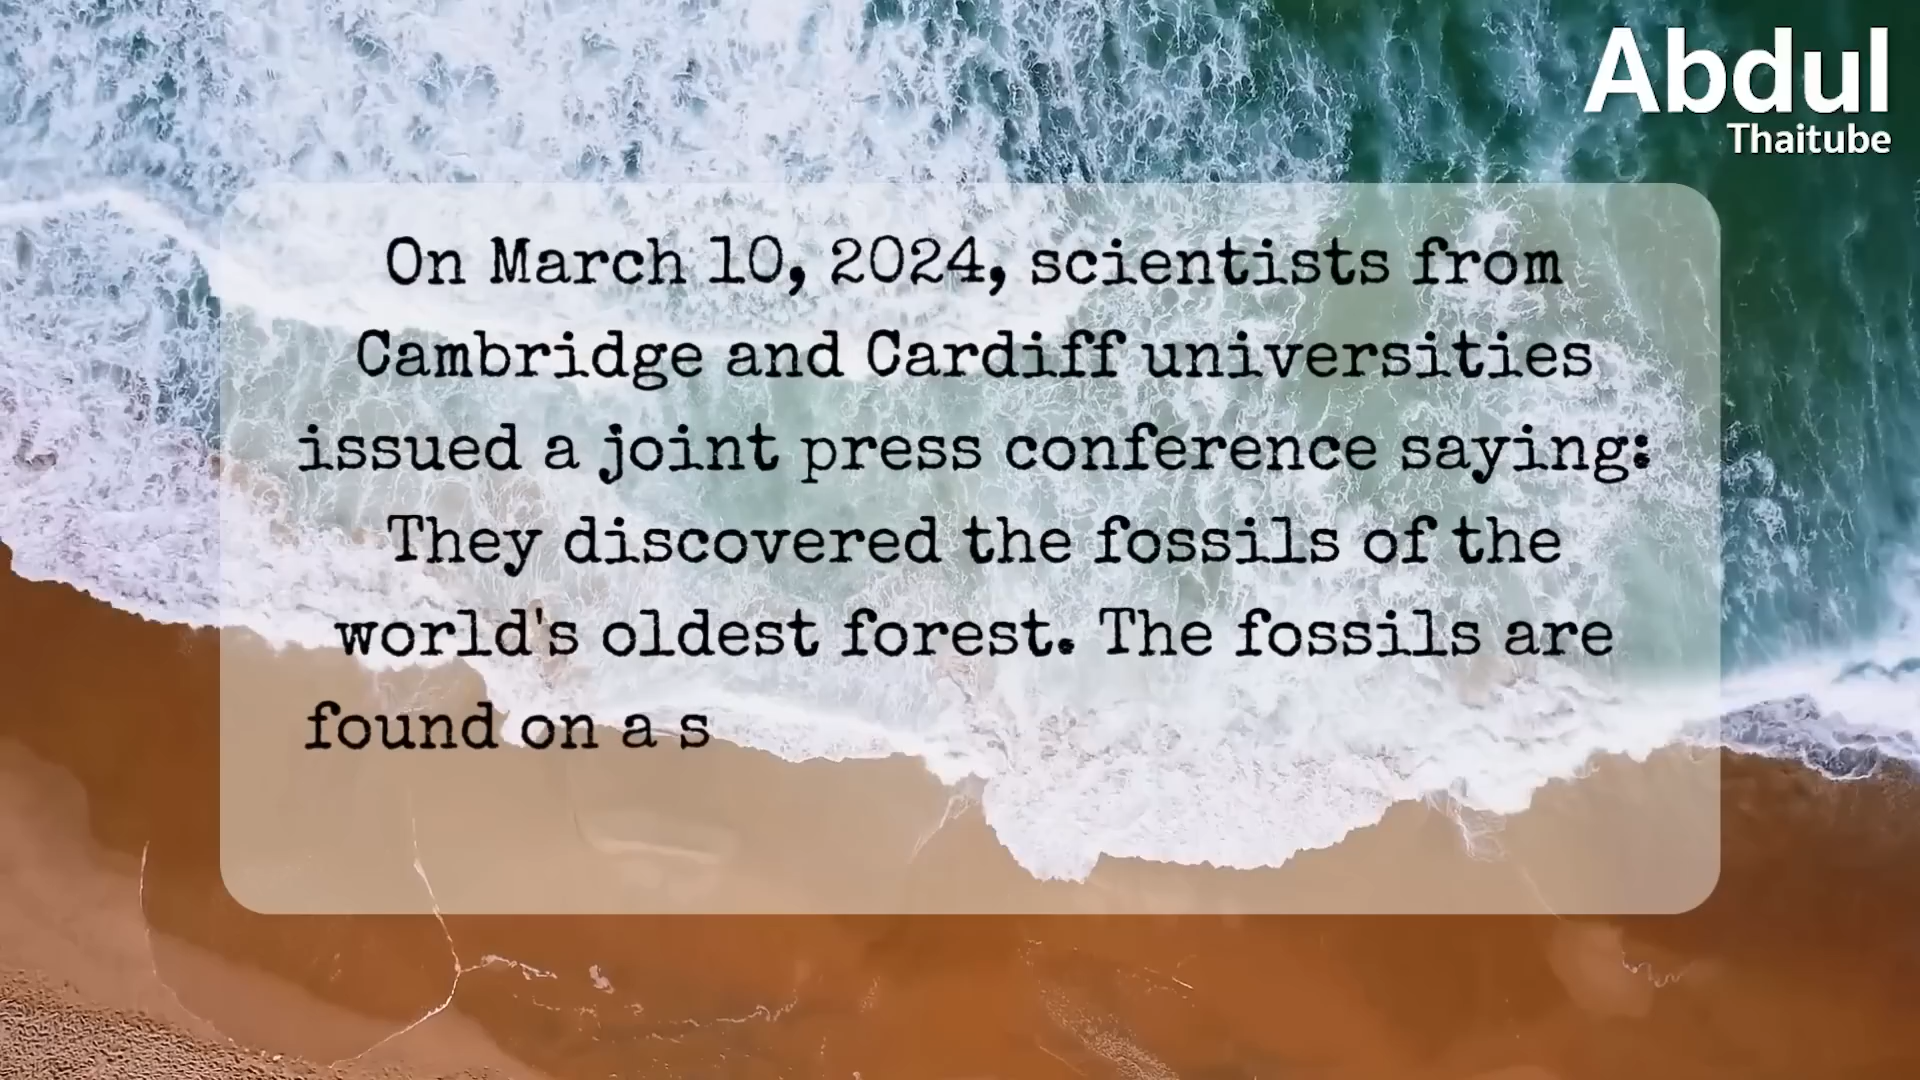 Abdul
Thaitube
On March 10, 2024, scientists from
Cambridge and Cardiff universities
issued a joint press conference saying:
They discovered the fossils of the
world's oldest forest. The fossils are
found on a s